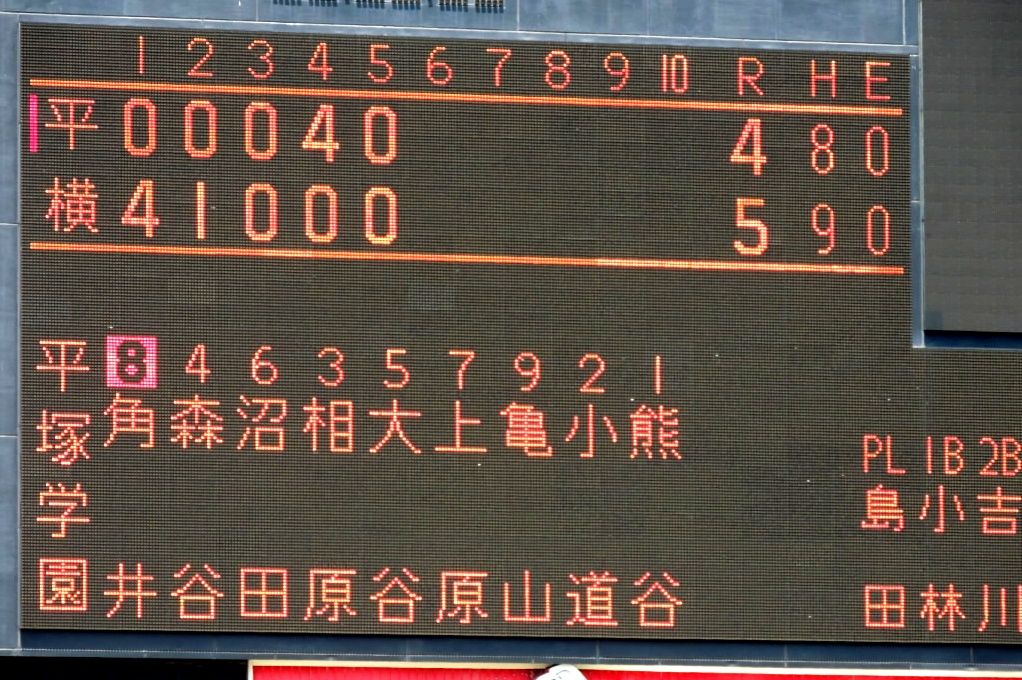 1 2 3 4 5 6 7 8 9 10 R H E
平 0 0 0 4 0 4 8 0
横 4 1 0 0 0 5 9 0
平塚学園
8 4 6 3 5 7 9 2 1
角井 森谷 沼田 相原 大谷 上原 亀山 小道 熊谷
PL 1B 2B
島田 小林 吉川